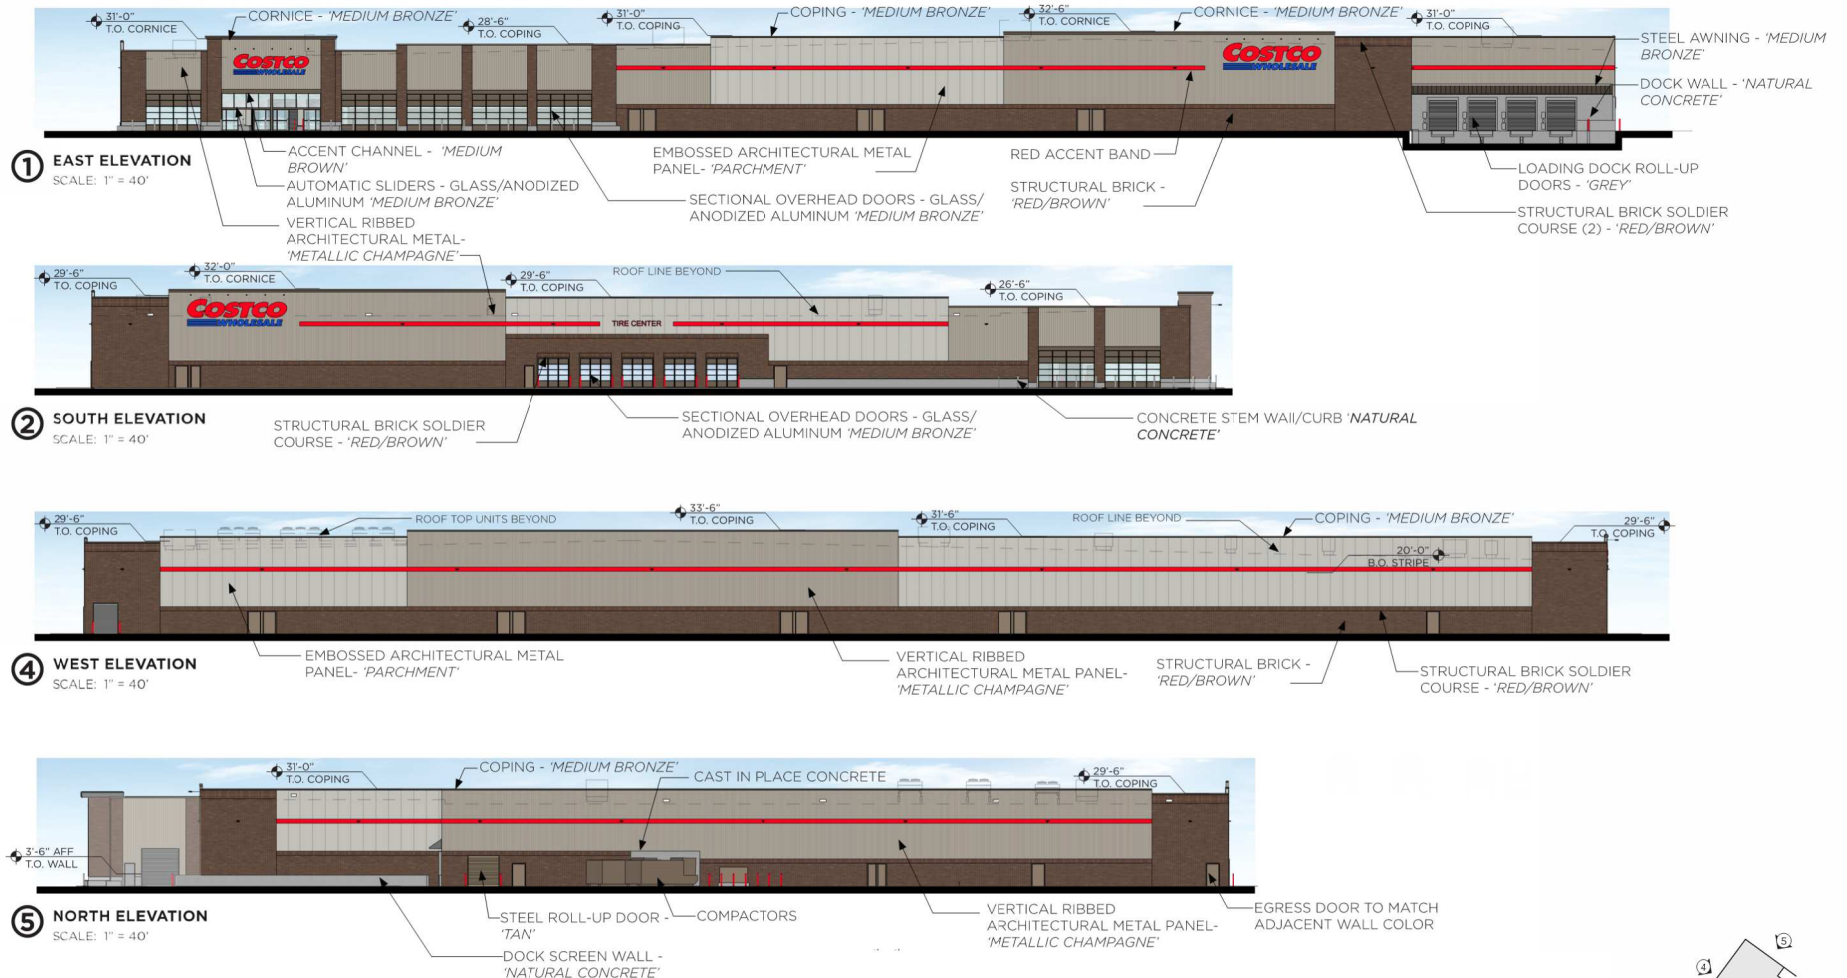 31'-0"
T.O. CORNICE
CORNICE - 'MEDIUM BRONZE'
28'-6"
T.O. COPING
31'-0"
T.O. COPING
COPING - 'MEDIUM BRONZE'
32'-6"
T.O. CORNICE
CORNICE - 'MEDIUM BRONZE'
31'-0"
T.O. COPING
STEEL AWNING - 'MEDIUM
BRONZE'
DOCK WALL - 'NATURAL
CONCRETE'
COSTCO
WHOLESALE
COSTCO
WHOLESALE
1
EAST ELEVATION
SCALE: 1" = 40'
ACCENT CHANNEL - 'MEDIUM
BROWN'
AUTOMATIC SLIDERS - GLASS/ANODIZED
ALUMINUM 'MEDIUM BRONZE'
VERTICAL RIBBED
ARCHITECTURAL METAL-
'METALLIC CHAMPAGNE'
EMBOSSED ARCHITECTURAL METAL
PANEL- 'PARCHMENT'
SECTIONAL OVERHEAD DOORS - GLASS/
ANODIZED ALUMINUM 'MEDIUM BRONZE'
RED ACCENT BAND
STRUCTURAL BRICK -
'RED/BROWN'
LOADING DOCK ROLL-UP
DOORS - 'GREY'
STRUCTURAL BRICK SOLDIER
COURSE (2) - 'RED/BROWN'
29'-6"
T.O. COPING
32'-0"
T.O. CORNICE
29'-6"
T.O. COPING
ROOF LINE BEYOND
26'-6"
T.O. COPING
COSTCO
WHOLESALE
TIRE CENTER
2
SOUTH ELEVATION
SCALE: 1" = 40'
STRUCTURAL BRICK SOLDIER
COURSE - 'RED/BROWN'
SECTIONAL OVERHEAD DOORS - GLASS/
ANODIZED ALUMINUM 'MEDIUM BRONZE'
CONCRETE STEM WAll/CURB 'NATURAL
CONCRETE'
29'-6"
T.O. COPING
ROOF TOP UNITS BEYOND
33'-6"
T.O. COPING
31'-6"
T.O. COPING
ROOF LINE BEYOND
COPING - 'MEDIUM BRONZE'
29'-6"
T.O. COPING
20'-0"
B.O. STRIPE
4
WEST ELEVATION
SCALE: 1" = 40'
EMBOSSED ARCHITECTURAL METAL
PANEL- 'PARCHMENT'
VERTICAL RIBBED
ARCHITECTURAL METAL PANEL-
'METALLIC CHAMPAGNE'
STRUCTURAL BRICK -
'RED/BROWN'
STRUCTURAL BRICK SOLDIER
COURSE - 'RED/BROWN'
31'-0"
T.O. COPING
COPING - 'MEDIUM BRONZE'
CAST IN PLACE CONCRETE
29'-6"
T.O. COPING
3'-6" AFF
T.O. WALL
5
NORTH ELEVATION
SCALE: 1" = 40'
STEEL ROLL-UP DOOR -
'TAN'
COMPACTORS
DOCK SCREEN WALL -
'NATURAL CONCRETE'
VERTICAL RIBBED
ARCHITECTURAL METAL PANEL-
'METALLIC CHAMPAGNE'
EGRESS DOOR TO MATCH
ADJACENT WALL COLOR
5
4